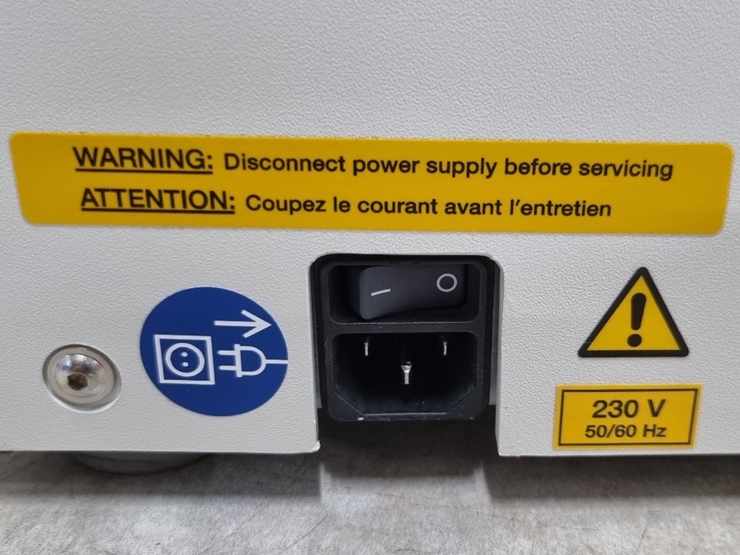 WARNING: Disconnect power supply before servicing
ATTENTION: Coupez le courant avant l'entretien
230 V
50/60 Hz